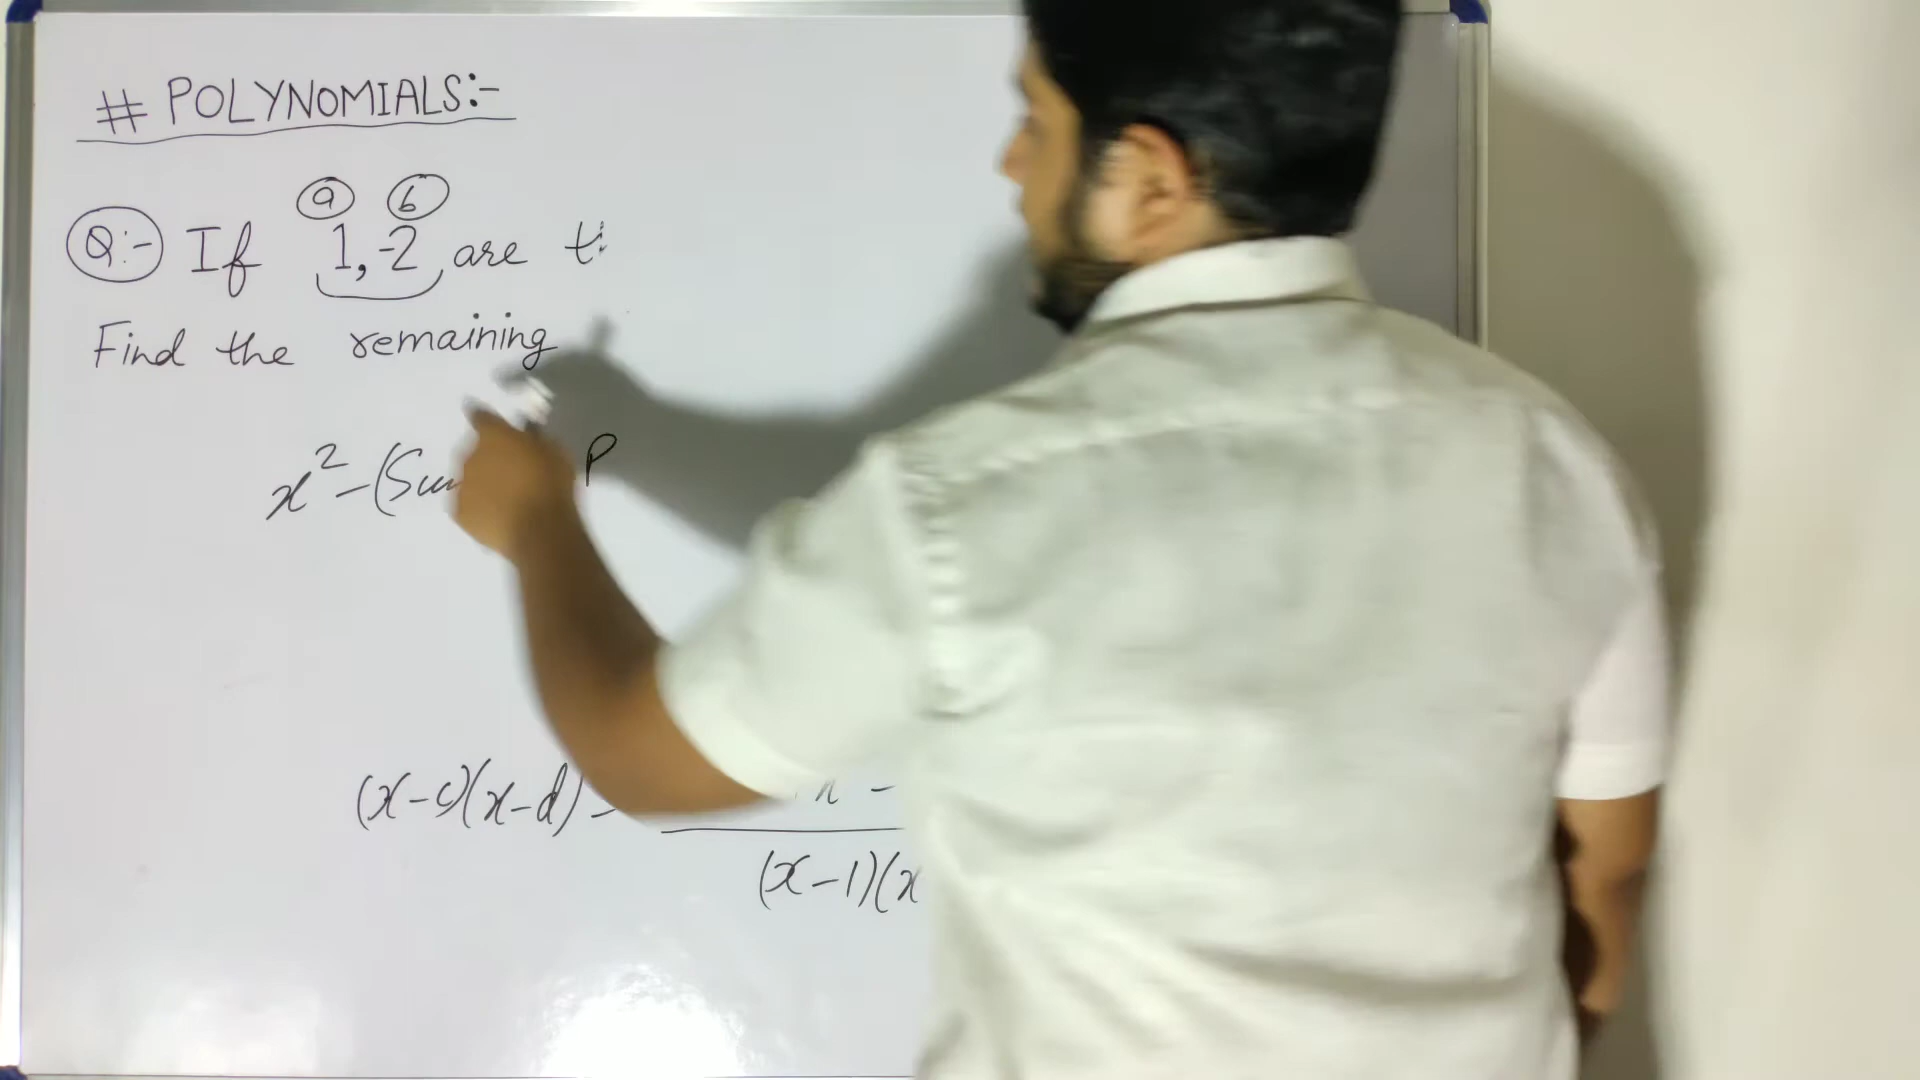 # POLYNOMIALS:-
a b
Q:- If 1, -2 are
Find the remaining
x² - (Su P
(x-c)(x-d) -
(x-1)(x